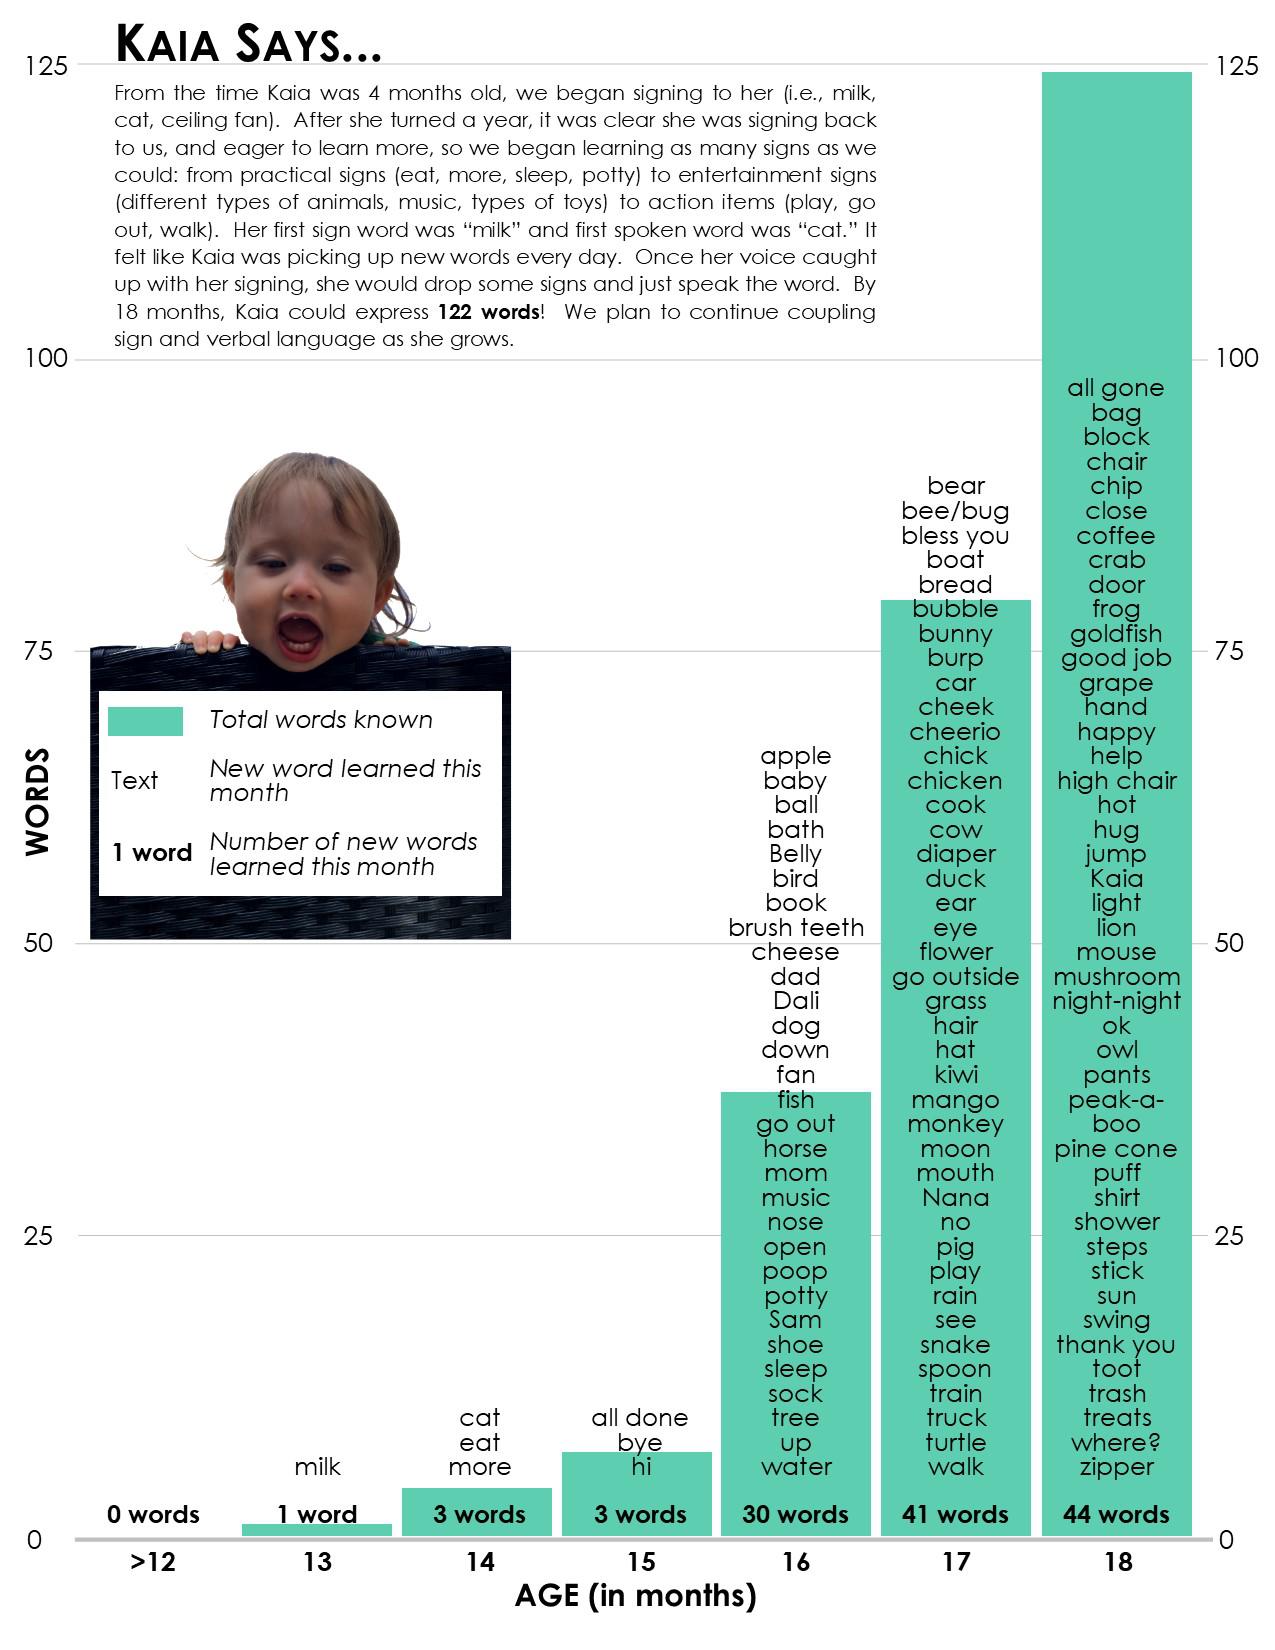 KAIA SAYS...
From the time Kaia was 4 months old, we began signing to her (i.e., milk,
cat, ceiling fan). After she turned a year, it was clear she was signing back
to us, and eager to learn more, so we began learning as many signs as we
could: from practical signs (eat, more, sleep, potty) to entertainment signs
(different types of animals, music, types of toys) to action items (play, go
out, walk). Her first sign word was “milk” and first spoken word was “cat.” It
felt like Kaia was picking up new words every day. Once her voice caught
up with her signing, she would drop some signs and just speak the word. By
18 months, Kaia could express 122 words! We plan to continue coupling
sign and verbal language as she grows.
125
100
75
50
25
0
WORDS
Total words known
Text
New word learned this
month
1 word
Number of new words
learned this month
0 words
>12
milk
1 word
13
cat
eat
more
3 words
14
all done
bye
hi
3 words
15
apple
baby
ball
bath
Belly
bird
book
brush teeth
cheese
dad
Dali
dog
down
fan
fish
go out
horse
mom
music
nose
open
poop
potty
Sam
shoe
sleep
sock
tree
up
water
30 words
16
bear
bee/bug
bless you
boat
bread
bubble
bunny
burp
car
cheek
cheerio
chick
chicken
cook
cow
diaper
duck
ear
eye
flower
go outside
grass
hair
hat
kiwi
mango
monkey
moon
mouth
Nana
no
pig
play
rain
see
snake
spoon
train
truck
turtle
walk
41 words
17
all gone
bag
block
chair
chip
close
coffee
crab
door
frog
goldfish
good job
grape
hand
happy
help
high chair
hot
hug
jump
Kaia
light
lion
mouse
mushroom
night-night
ok
owl
pants
peak-a-
boo
pine cone
puff
shirt
shower
steps
stick
sun
swing
thank you
toot
trash
treats
where?
zipper
44 words
18
125
100
75
50
25
0
AGE (in months)